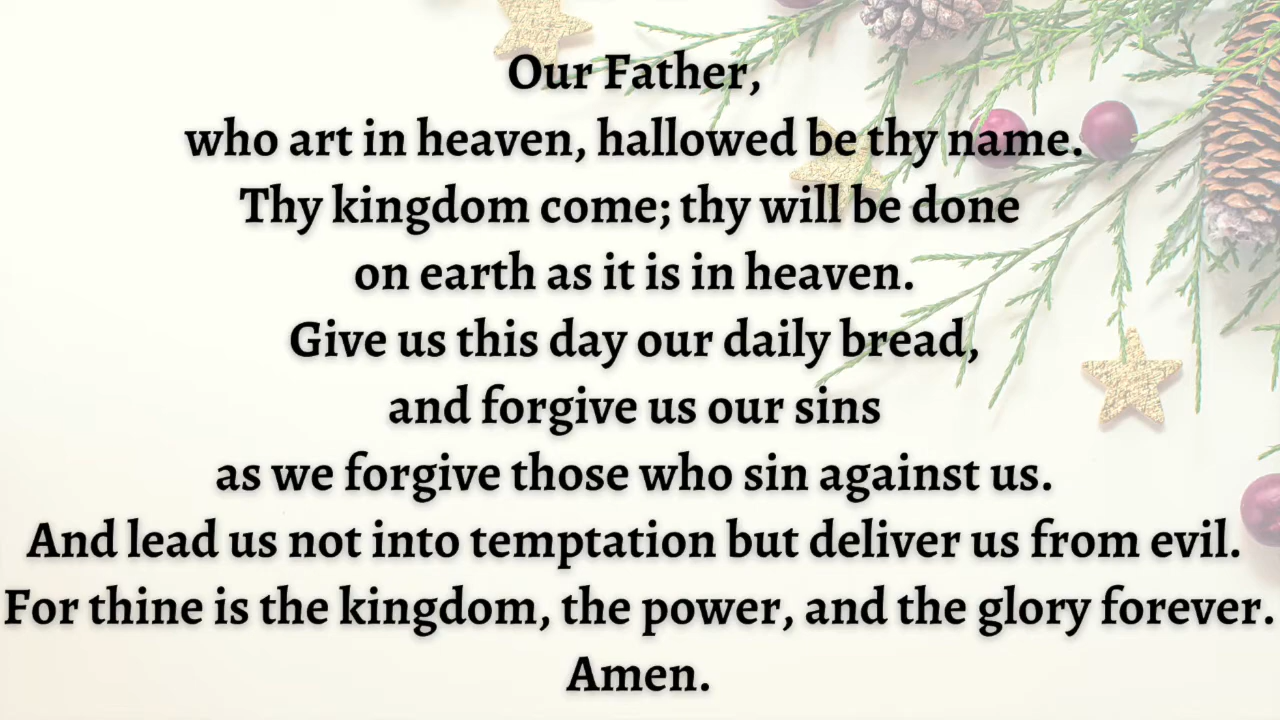 Our Father,
who art in heaven, hallowed be thy name.
Thy kingdom come; thy will be done
on earth as it is in heaven.
Give us this day our daily bread,
and forgive us our sins
as we forgive those who sin against us.
And lead us not into temptation but deliver us from evil.
For thine is the kingdom, the power, and the glory forever.
Amen.